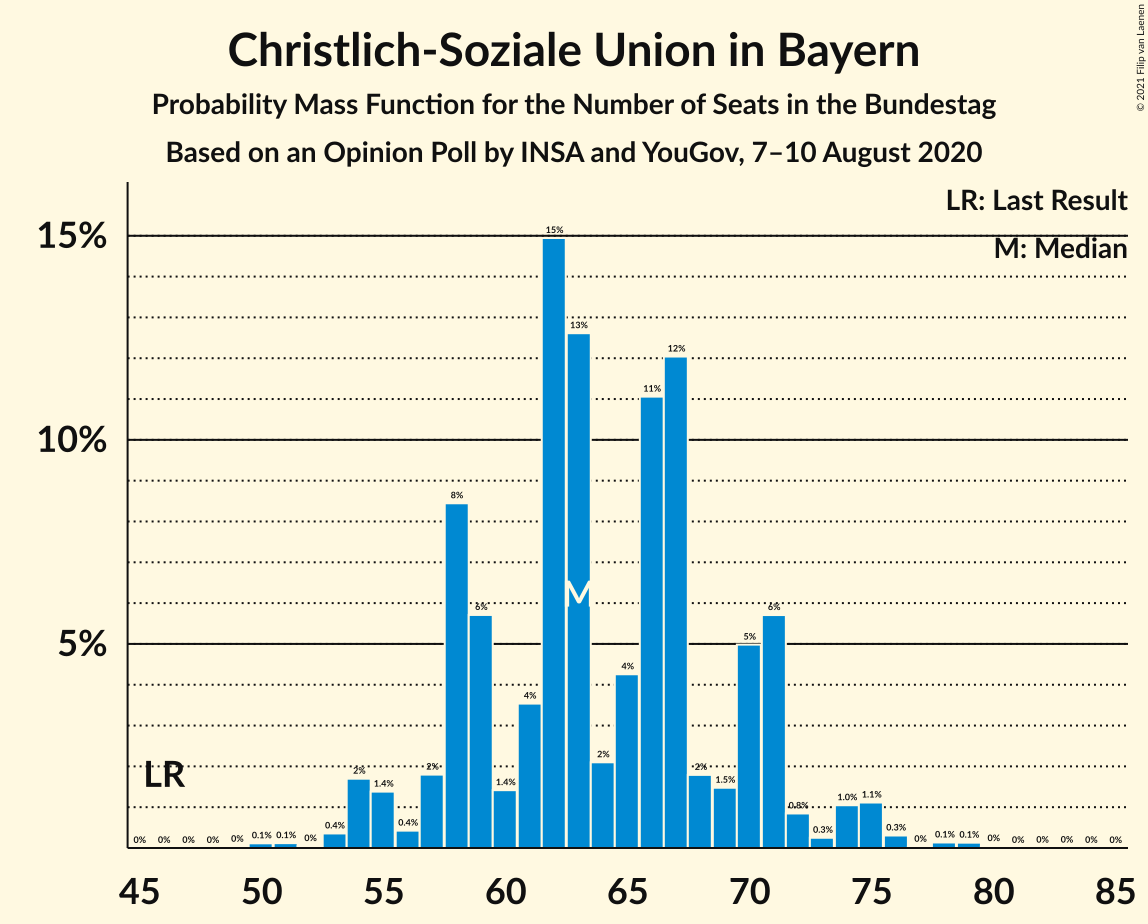 Christlich-Soziale Union in Bayern
Probability Mass Function for the Number of Seats in the Bundestag
Based on an Opinion Poll by INSA and YouGov, 7–10 August 2020
© 2021 Filip van Laenen
LR: Last Result
M: Median
15%
10%
5%
0% 0% 0% 0% 0% 0.1% 0.1% 0% 0.4% 2% 1.4% 0.4% 2% 8% 6% 1.4% 4% 15% 13% 2% 4% 11% 12% 2% 1.5% 5% 6% 0.8% 0.3% 1.0% 1.1% 0.3% 0% 0.1% 0.1% 0% 0% 0% 0% 0% 0%
M
LR
45 50 55 60 65 70 75 80 85